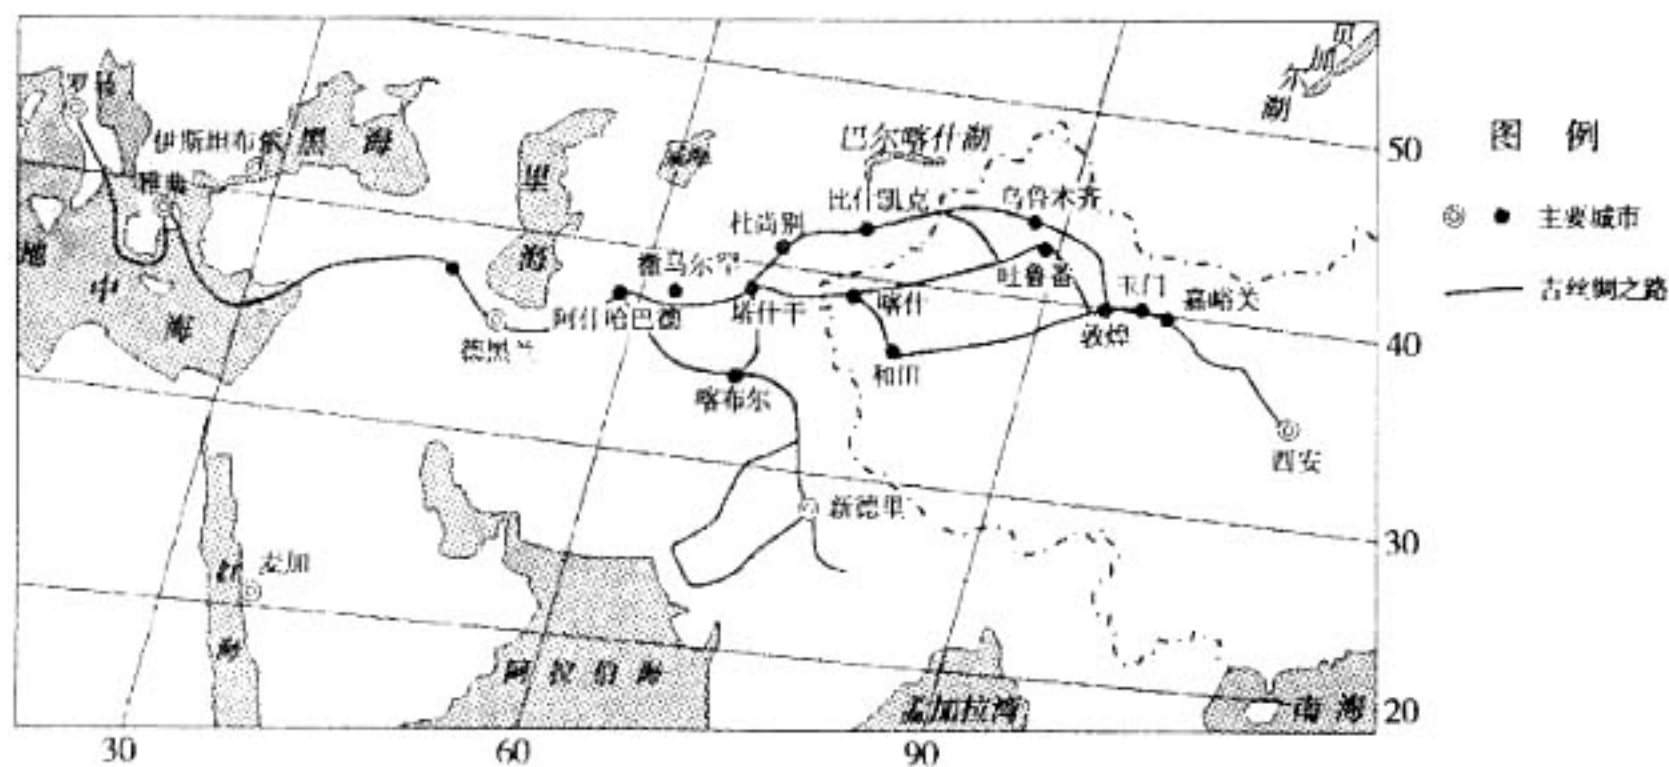 罗马
伊斯坦布尔
黑海
雅典
地中海
里海
咸海
巴尔喀什湖
贝加尔湖
比什凯克
乌鲁木齐
杜尚别
撒马尔罕
阿什哈巴德
塔什干
喀什
吐鲁番
玉门
嘉峪关
敦煌
德黑兰
喀布尔
和田
西安
新德里
麦加
红海
阿拉伯海
孟加拉湾
南海
50
40
30
20
30
60
90
图例
主要城市
古丝绸之路